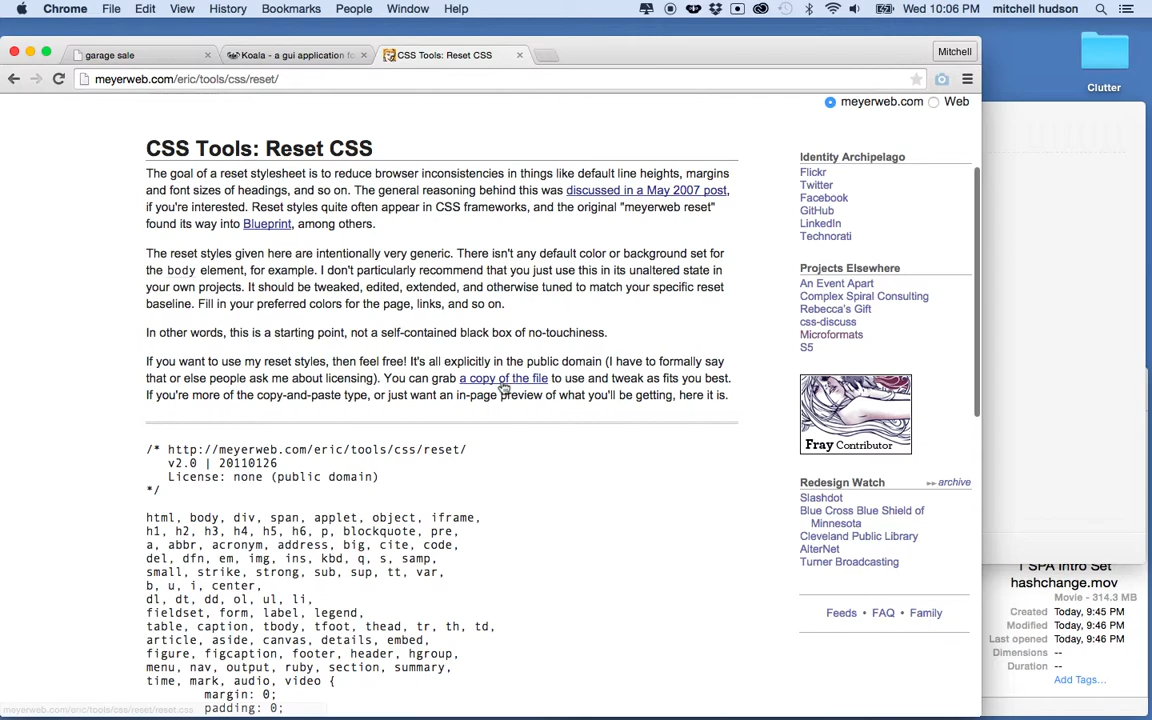 Chrome File Edit View History Bookmarks People Window Help Wed 10:06 PM mitchell hudson
garage sale
Koala - a gui application fo
CSS Tools: Reset CSS
Mitchell
meyerweb.com/eric/tools/css/reset/
Clutter
meyerweb.com Web
CSS Tools: Reset CSS
The goal of a reset stylesheet is to reduce browser inconsistencies in things like default line heights, margins
and font sizes of headings, and so on. The general reasoning behind this was discussed in a May 2007 post,
if you're interested. Reset styles quite often appear in CSS frameworks, and the original "meyerweb reset"
found its way into Blueprint, among others.
The reset styles given here are intentionally very generic. There isn't any default color or background set for
the body element, for example. I don't particularly recommend that you just use this in its unaltered state in
your own projects. It should be tweaked, edited, extended, and otherwise tuned to match your specific reset
baseline. Fill in your preferred colors for the page, links, and so on.
In other words, this is a starting point, not a self-contained black box of no-touchiness.
If you want to use my reset styles, then feel free! It's all explicitly in the public domain (I have to formally say
that or else people ask me about licensing). You can grab a copy of the file to use and tweak as fits you best.
If you're more of the copy-and-paste type, or just want an in-page preview of what you'll be getting, here it is.
/* http://meyerweb.com/eric/tools/css/reset/
v2.0 | 20110126
License: none (public domain)
*/
html, body, div, span, applet, object, iframe,
h1, h2, h3, h4, h5, h6, p, blockquote, pre,
a, abbr, acronym, address, big, cite, code,
del, dfn, em, img, ins, kbd, q, s, samp,
small, strike, strong, sub, sup, tt, var,
b, u, i, center,
dl, dt, dd, ol, ul, li,
fieldset, form, label, legend,
table, caption, tbody, tfoot, thead, tr, th, td,
article, aside, canvas, details, embed,
figure, figcaption, footer, header, hgroup,
menu, nav, output, ruby, section, summary,
time, mark, audio, video {
margin: 0;
padding: 0;
meyerweb.com/eric/tools/css/reset/reset.css
Identity Archipelago
Flickr
Twitter
Facebook
GitHub
LinkedIn
Technorati
Projects Elsewhere
An Event Apart
Complex Spiral Consulting
Rebecca's Gift
css-discuss
Microformats
S5
Fray Contributor
Redesign Watch archive
Slashdot
Blue Cross Blue Shield of
Minnesota
Cleveland Public Library
AlterNet
Turner Broadcasting
Feeds • FAQ • Family
1 SPA Intro Set
hashchange.mov
Movie - 314.3 MB
Created Today, 9:45 PM
Modified Today, 9:46 PM
Last opened Today, 9:46 PM
Dimensions --
Duration --
Add Tags...